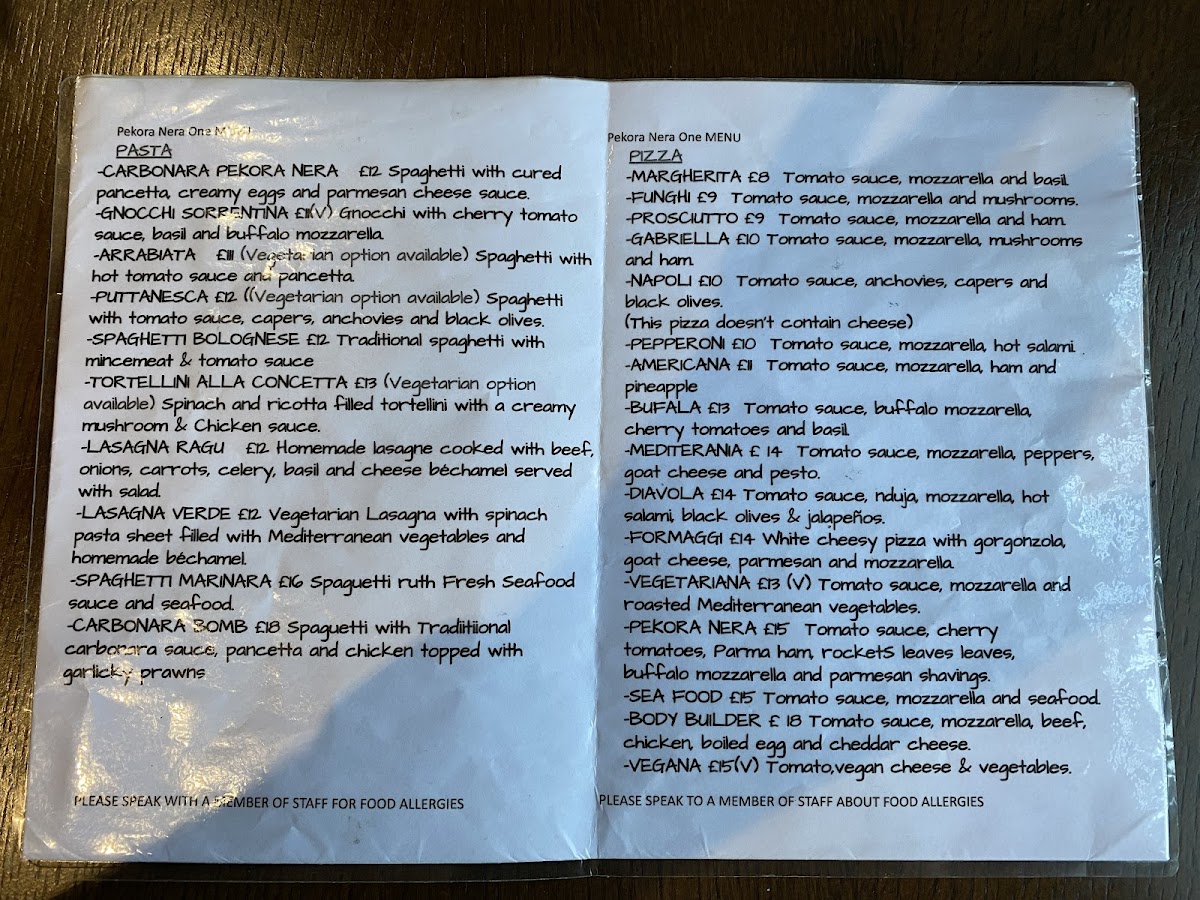 Pekora Nera One
PASTA
-CARBONARA PEKORA NERA £12 Spaghetti with cured
pancetta, creamy eggs and parmesan cheese sauce.
-GNOCCHI SORRENTINA £11(V) Gnocchi with cherry tomato
sauce, basil and buffalo mozzarella.
-ARRABIATA £11 (Vegetarian option available) Spaghetti with
hot tomato sauce and pancetta.
-PUTTANESCA £12 ((Vegetarian option available) Spaghetti
with tomato sauce, capers, anchovies and black olives.
-SPAGHETTI BOLOGNESE £12 Traditional spaghetti with
mincemeat & tomato sauce
-TORTELLINI ALLA CONCETTA £13 (Vegetarian option
available) Spinach and ricotta filled tortellini with a creamy
mushroom & Chicken sauce.
-LASAGNA RAGU £12 Homemade lasagne cooked with beef,
onions, carrots, celery, basil and cheese béchamel served
with salad.
-LASAGNA VERDE £12 Vegetarian Lasagna with spinach
pasta sheet filled with Mediterranean vegetables and
homemade béchamel.
-SPAGHETTI MARINARA £16 Spaguetti ruth Fresh Seafood
sauce and seafood.
-CARBONARA BOMB £18 Spaguetti with Tradiitiional
carbonara sauce, pancetta and chicken topped with
garlicky prawns
PLEASE SPEAK WITH A MEMBER OF STAFF FOR FOOD ALLERGIES
Pekora Nera One MENU
PIZZA
-MARGHERITA £8 Tomato sauce, mozzarella and basil.
-FUNGHI £9 Tomato sauce, mozzarella and mushrooms.
-PROSCIUTTO £9 Tomato sauce, mozzarella and ham.
-GABRIELLA £10 Tomato sauce, mozzarella, mushrooms
and ham.
-NAPOLI £10 Tomato sauce, anchovies, capers and
black olives.
(This pizza doesn't contain cheese)
-PEPPERONI £10 Tomato sauce, mozzarella, hot salami.
-AMERICANA £11 Tomato sauce, mozzarella, ham and
pineapple
-BUFALA £13 Tomato sauce, buffalo mozzarella,
cherry tomatoes and basil.
-MEDITERANIA £ 14 Tomato sauce, mozzarella, peppers,
goat cheese and pesto.
-DIAVOLA £14 Tomato sauce, nduja, mozzarella, hot
salami, black olives & jalapeños.
-FORMAGGI £14 White cheesy pizza with gorgonzola,
goat cheese, parmesan and mozzarella.
-VEGETARIANA £13 (V) Tomato sauce, mozzarella and
roasted Mediterranean vegetables.
-PEKORA NERA £15 Tomato sauce, cherry
tomatoes, Parma ham, rocketS leaves leaves,
buffalo mozzarella and parmesan shavings.
-SEA FOOD £15 Tomato sauce, mozzarella and seafood.
-BODY BUILDER £ 18 Tomato sauce, mozzarella, beef,
chicken, boiled egg and cheddar cheese.
-VEGANA £15(V) Tomato,vegan cheese & vegetables.
PLEASE SPEAK TO A MEMBER OF STAFF ABOUT FOOD ALLERGIES